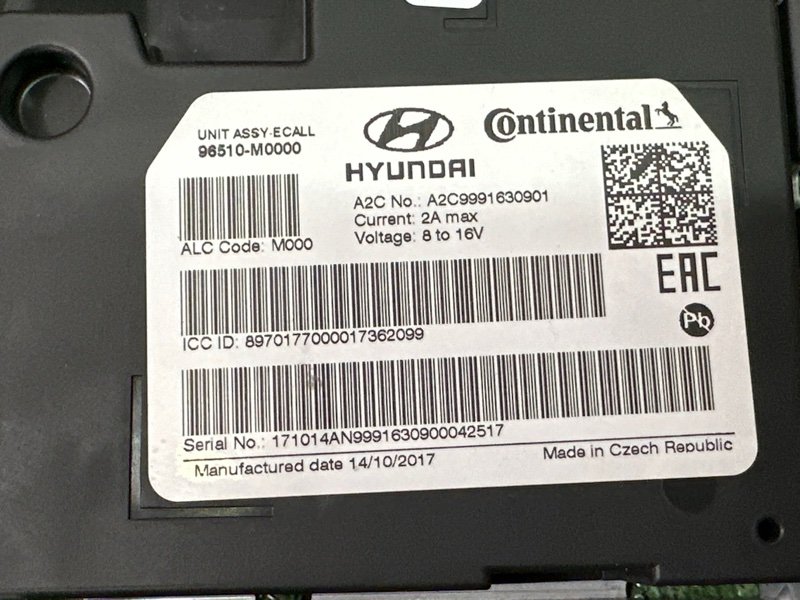 UNIT ASSY-ECALL
96510-M0000
HYUNDAI
Continental
ALC Code: M000
A2C No.: A2C9991630901
Current: 2A max
Voltage: 8 to 16V
EAC
Pb
ICC ID: 8970177000017362099
Serial No.: 171014AN9991630900042517
Manufactured date 14/10/2017
Made in Czech Republic